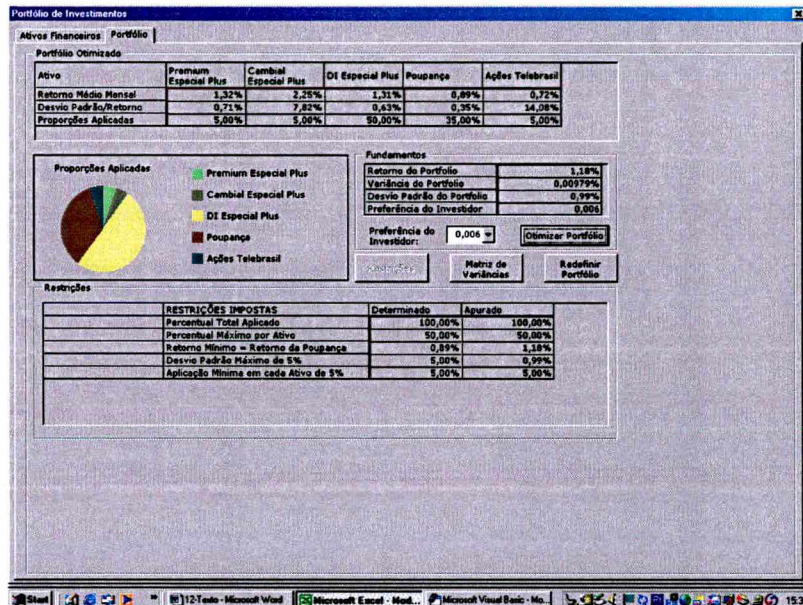 Portfólio de Investimentos
Ativos Financeiros Portfólio
Portfólio Otimizado
Ativo Premium Especial Plus Cambial Especial Plus DI Especial Plus Poupança Ações Telebrasil
Retorno Médio Mensal 1,32% 2,25% 1,31% 0,89% 0,72%
Desvio Padrão/Retorno 0,71% 7,82% 0,63% 0,35% 14,08%
Proporções Aplicadas 5,00% 5,00% 50,00% 35,00% 5,00%
Proporções Aplicadas
Premium Especial Plus
Cambial Especial Plus
DI Especial Plus
Poupança
Ações Telebrasil
Fundamentos
Retorno do Portfolio 1,18%
Variância do Portfolio 0,00979%
Desvio Padrão do Portfolio 0,99%
Preferência do Investidor 0,006
Preferência do Investidor: 0,006 Otimizar Portfólio
Restrições Matriz de Variâncias Redefinir Portfólio
Restrições
RESTRIÇÕES IMPOSTAS Determinado Apurado
Percentual Total Aplicado 100,00% 100,00%
Percentual Máximo por Ativo 50,00% 50,00%
Retorno Mínimo = Retorno da Poupança 0,89% 1,18%
Desvio Padrão Máximo de 5% 5,00% 0,99%
Aplicação Mínima em cada Ativo de 5% 5,00% 5,00%
Start 12-Texto - Microsoft Word Microsoft Excel - Mod... Microsoft Visual Basic - Mo...